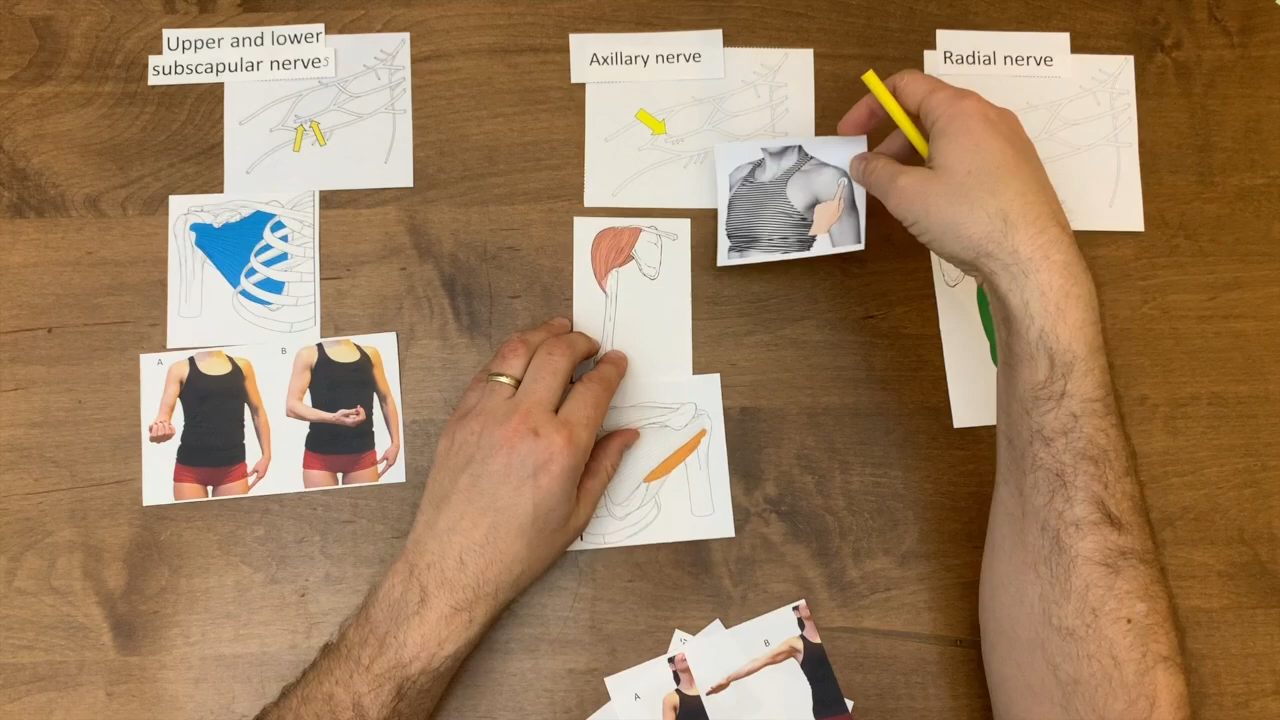 Upper and lower
subscapular nerves
Axillary nerve
Radial nerve
A
B
A
B